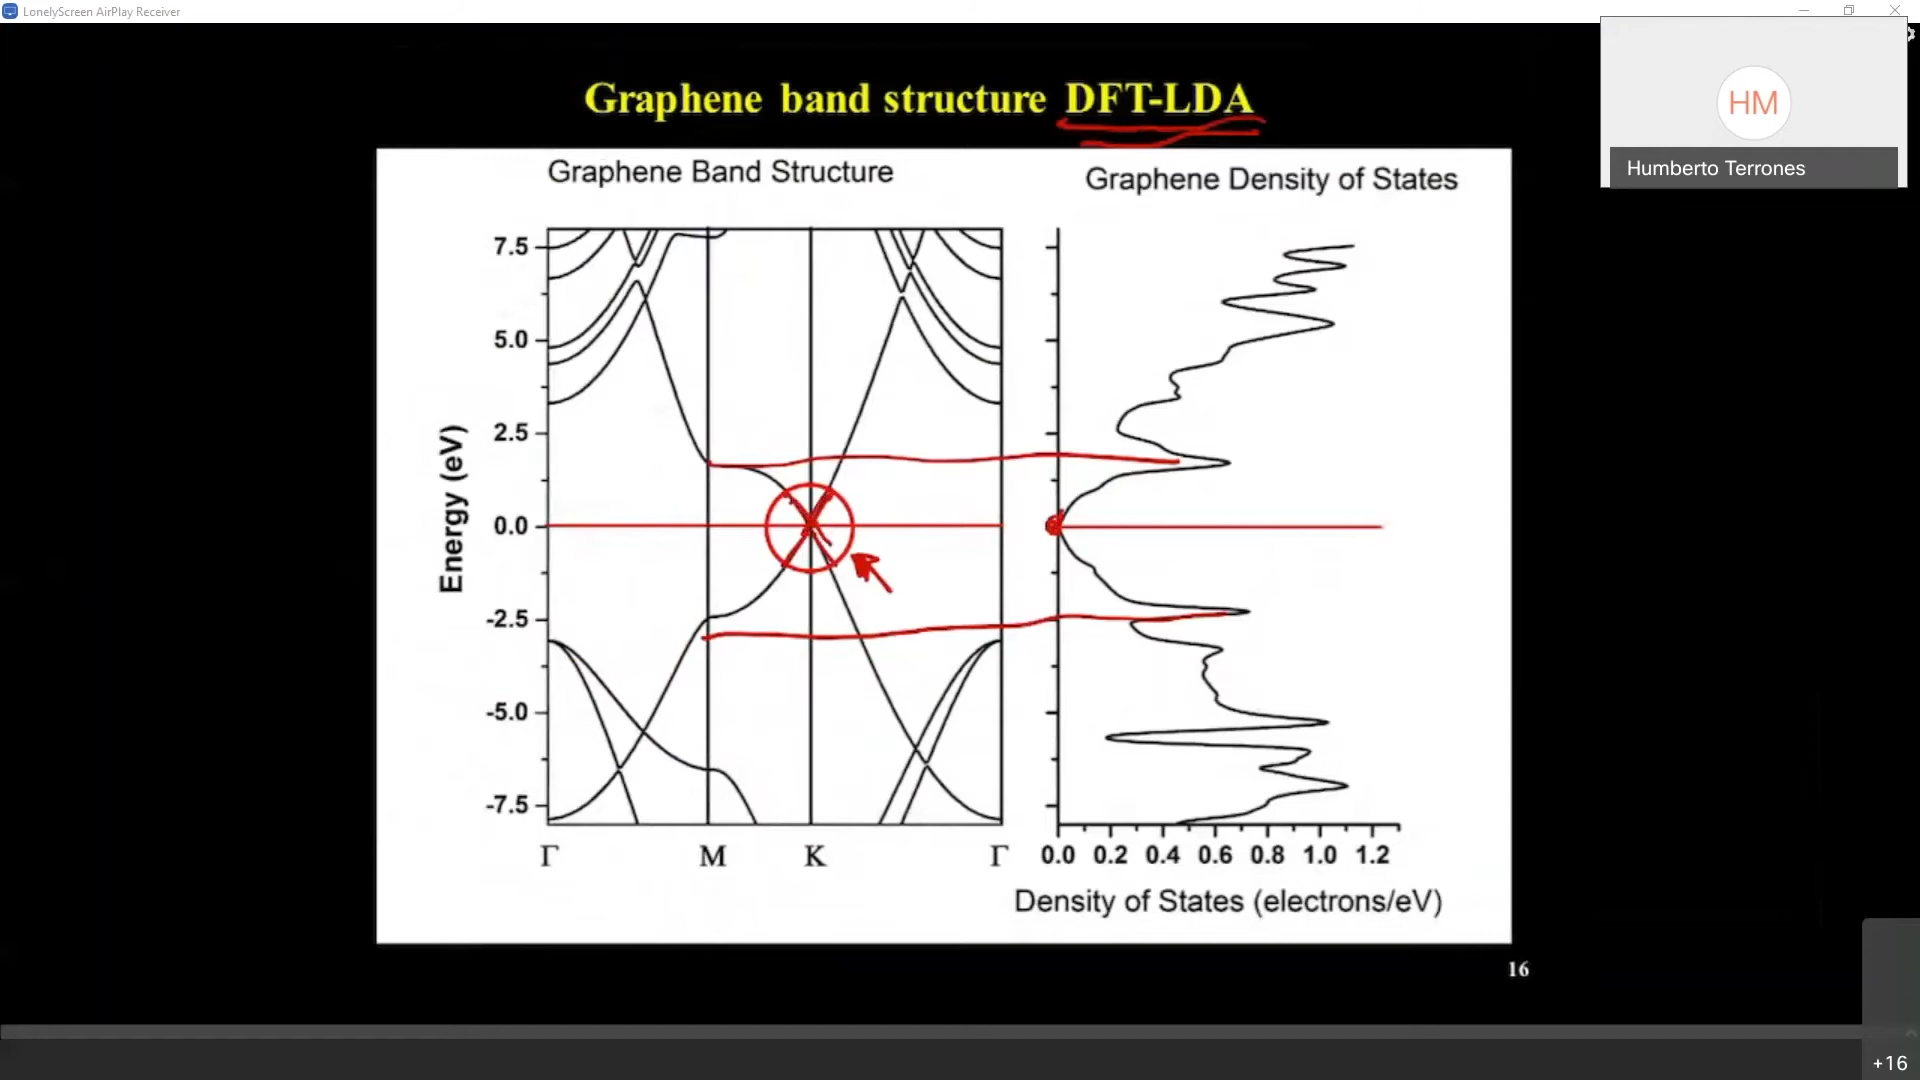 LonelyScreen AirPlay Receiver
HM
Humberto Terrones
Graphene band structure DFT-LDA
Graphene Band Structure
Graphene Density of States
7.5
5.0
2.5
0.0
-2.5
-5.0
-7.5
Energy (eV)
Γ M K Γ
0.0 0.2 0.4 0.6 0.8 1.0 1.2
Density of States (electrons/eV)
16
+16